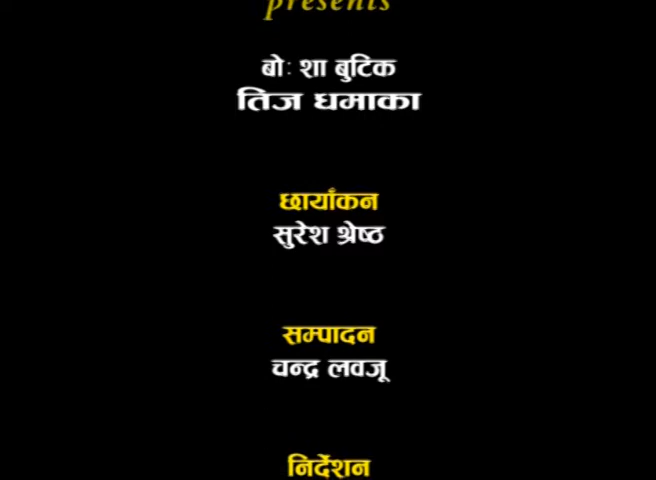 presents
बोः शा बुटिक
तिज धमाका
छायाँकन
सुरेश श्रेष्ठ
सम्पादन
चन्द्र लवजू
निर्देशन